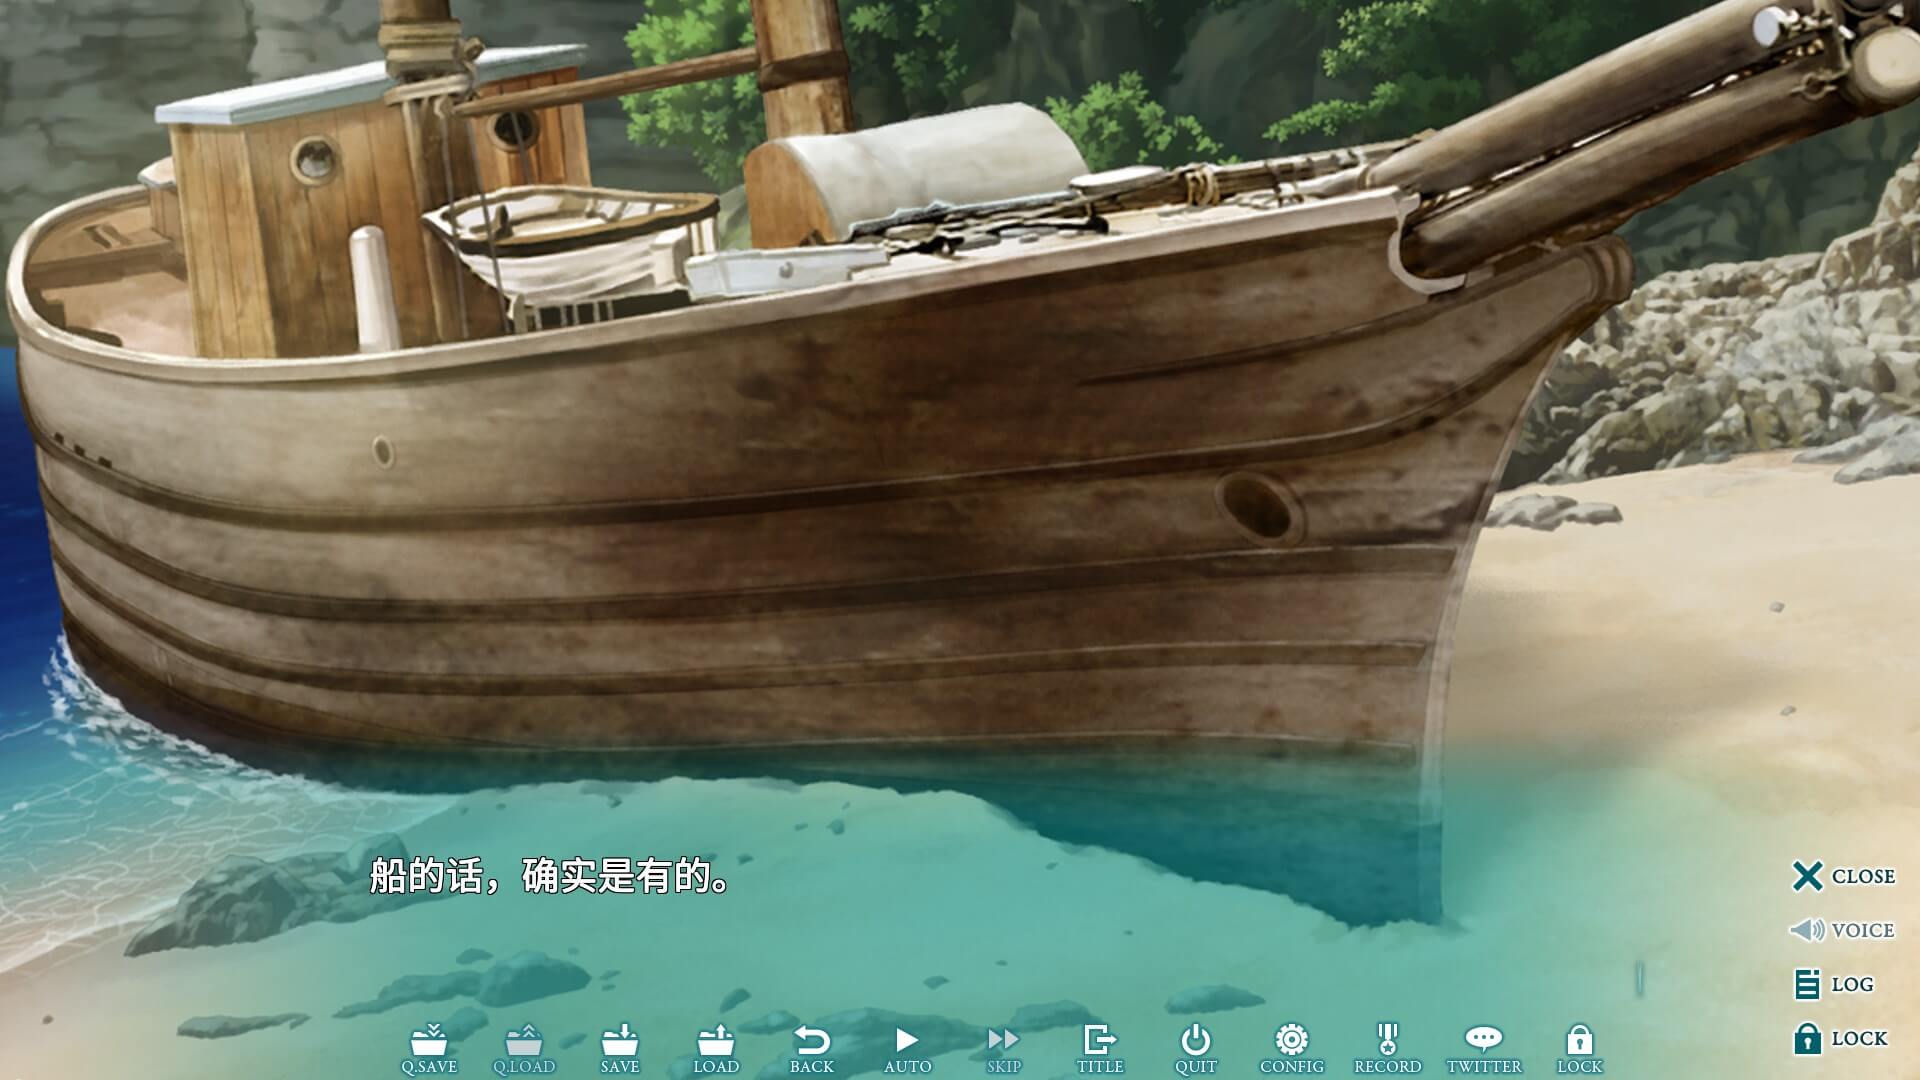 船的话，确实是有的。
CLOSE
VOICE
LOG
LOCK
Q.SAVE
Q.LOAD
SAVE
LOAD
BACK
AUTO
SKIP
TITLE
QUIT
CONFIG
RECORD
TWITTER
LOCK